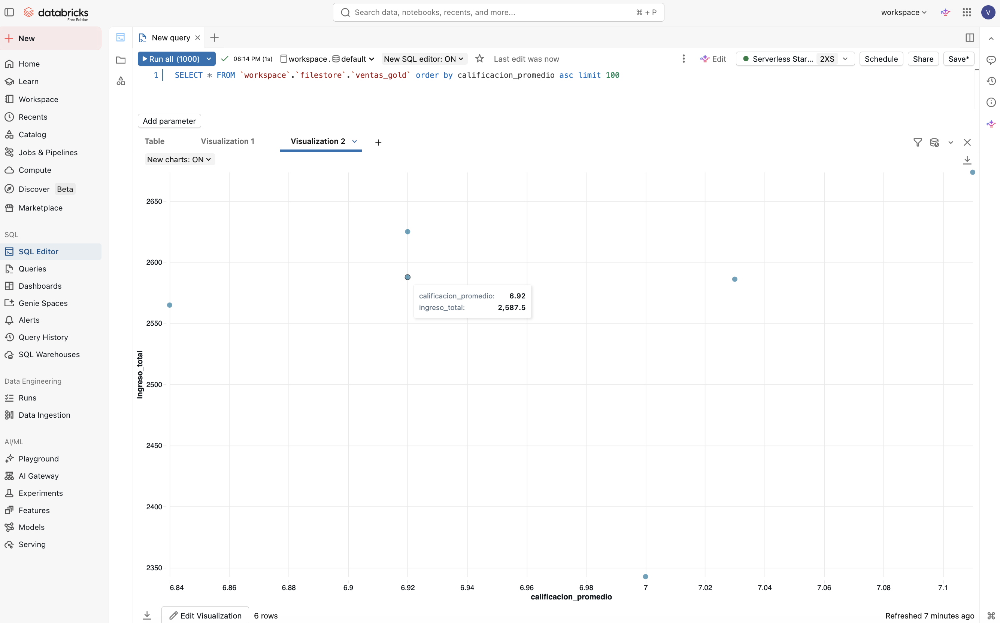 databricks
Free Edition
Search data, notebooks, recents, and more...
⌘ + P
workspace
V
New
Home
Learn
Workspace
Recents
Catalog
Jobs & Pipelines
Compute
Discover Beta
Marketplace
SQL
SQL Editor
Queries
Dashboards
Genie Spaces
Alerts
Query History
SQL Warehouses
Data Engineering
Runs
Data Ingestion
AI/ML
Playground
AI Gateway
Experiments
Features
Models
Serving
New query
Run all (1000) 08:14 PM (1s) workspace . default New SQL editor: ON Last edit was now Edit Serverless Star... 2XS Schedule Share Save*
1 SELECT * FROM `workspace`.`filestore`.`ventas_gold` order by calificacion_promedio asc limit 100
Add parameter
Table Visualization 1 Visualization 2
New charts: ON
2650
2600
2550
2500
2450
2400
2350
ingreso_total
calificacion_promedio: 6.92
ingreso_total: 2,587.5
6.84 6.86 6.88 6.9 6.92 6.94 6.96 6.98 7 7.02 7.04 7.06 7.08 7.1
calificacion_promedio
Edit Visualization 6 rows Refreshed 7 minutes ago